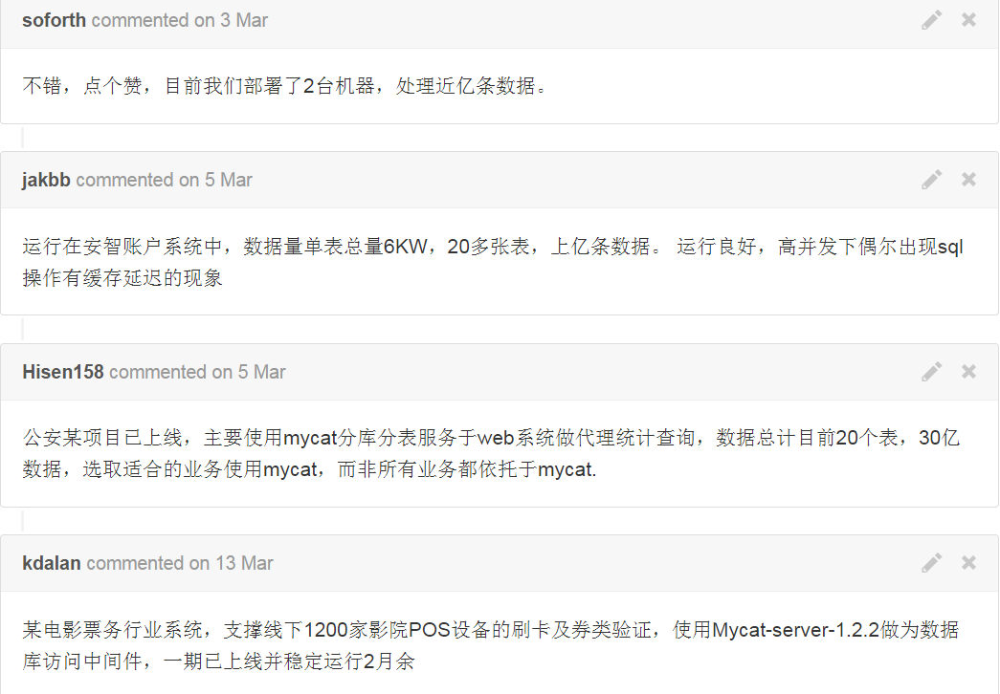 soforth commented on 3 Mar
不错，点个赞，目前我们部署了2台机器，处理近亿条数据。
jakbb commented on 5 Mar
运行在安智账户系统中，数据量单表总量6KW，20多张表，上亿条数据。 运行良好，高并发下偶尔出现sql
操作有缓存延迟的现象
Hisen158 commented on 5 Mar
公安某项目已上线，主要使用mycat分库分表服务于web系统做代理统计查询，数据总计目前20个表，30亿
数据，选取适合的业务使用mycat，而非所有业务都依托于mycat.
kdalan commented on 13 Mar
某电影票务行业系统，支撑线下1200家影院POS设备的刷卡及券类验证，使用Mycat-server-1.2.2做为数据
库访问中间件，一期已上线并稳定运行2月余